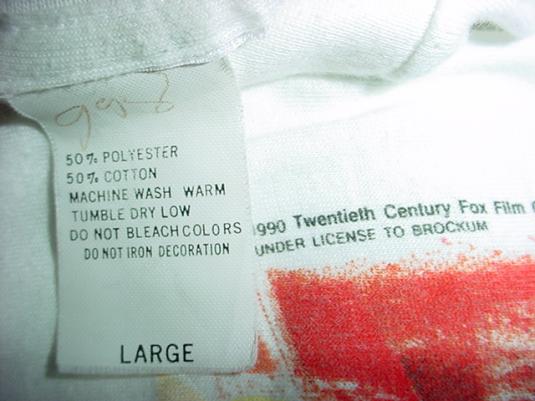 50% POLYESTER
50% COTTON
MACHINE WASH WARM
TUMBLE DRY LOW
DO NOT BLEACH COLORS
DO NOT IRON DECORATION
LARGE
1990 Twentieth Century Fox Film
UNDER LICENSE TO BROCKUM